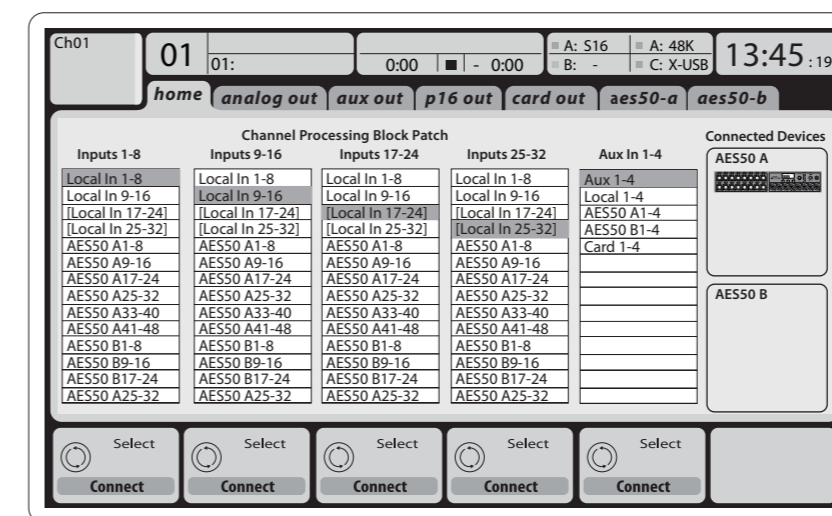 Ch01
01
01:
0:00 - 0:00
A: S16
B: -
A: 48K
C: X-USB
13:45 :19
home analog out aux out p16 out card out aes50-a aes50-b
Channel Processing Block Patch
Connected Devices
Inputs 1-8 Inputs 9-16 Inputs 17-24 Inputs 25-32 Aux In 1-4
AES50 A
Local In 1-8 Local In 1-8 Local In 1-8 Local In 1-8 Aux 1-4
Local In 9-16 Local In 9-16 Local In 9-16 Local In 9-16 Local 1-4
[Local In 17-24] [Local In 17-24] [Local In 17-24] [Local In 17-24] AES50 A1-4
[Local In 25-32] [Local In 25-32] [Local In 25-32] [Local In 25-32] AES50 B1-4
AES50 A1-8 AES50 A1-8 AES50 A1-8 AES50 A1-8 Card 1-4
AES50 A9-16 AES50 A9-16 AES50 A9-16 AES50 A9-16
AES50 A17-24 AES50 A17-24 AES50 A17-24 AES50 A17-24
AES50 A25-32 AES50 A25-32 AES50 A25-32 AES50 A25-32
AES50 B
AES50 A33-40 AES50 A33-40 AES50 A33-40 AES50 A33-40
AES50 A41-48 AES50 A41-48 AES50 A41-48 AES50 A41-48
AES50 B1-8 AES50 B1-8 AES50 B1-8 AES50 B1-8
AES50 B9-16 AES50 B9-16 AES50 B9-16 AES50 B9-16
AES50 B17-24 AES50 B17-24 AES50 B17-24 AES50 B17-24
AES50 A25-32 AES50 A25-32 AES50 A25-32 AES50 A25-32
Select Select Select Select Select
Connect Connect Connect Connect Connect